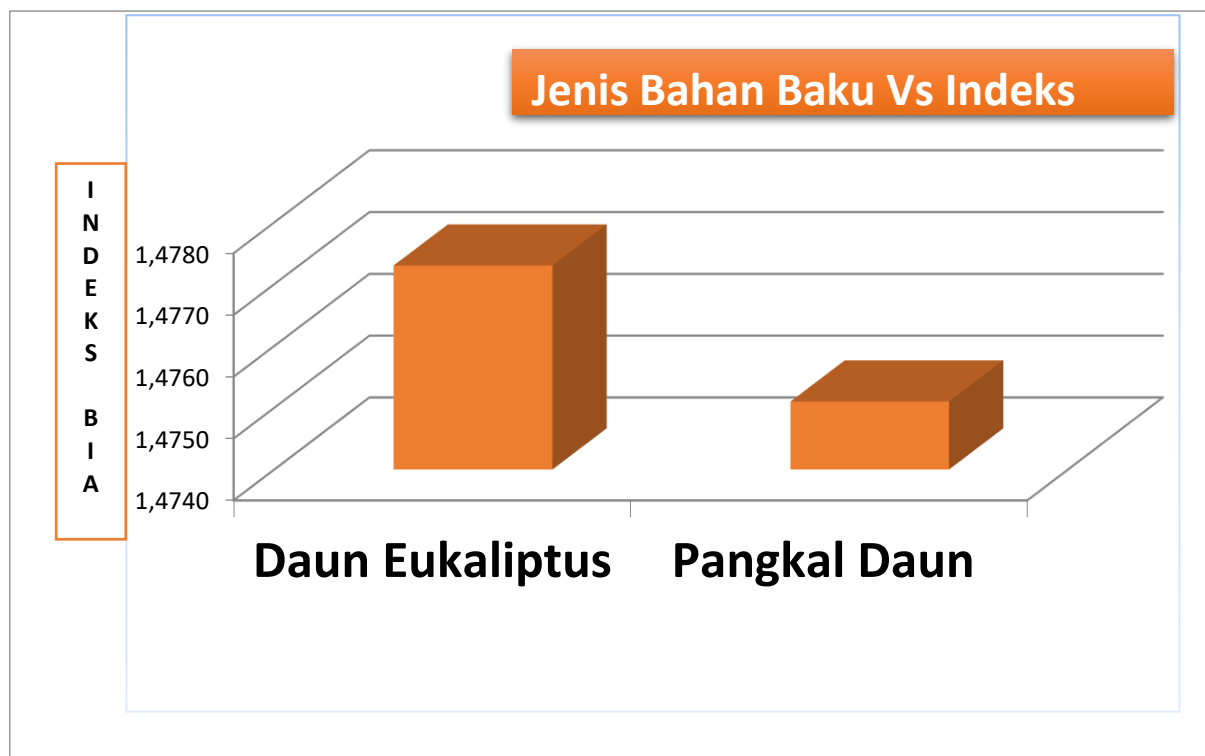 Jenis Bahan Baku Vs Indeks
I
N
D
E
K
S
B
I
A
1,4780
1,4770
1,4760
1,4750
1,4740
Daun Eukaliptus
Pangkal Daun